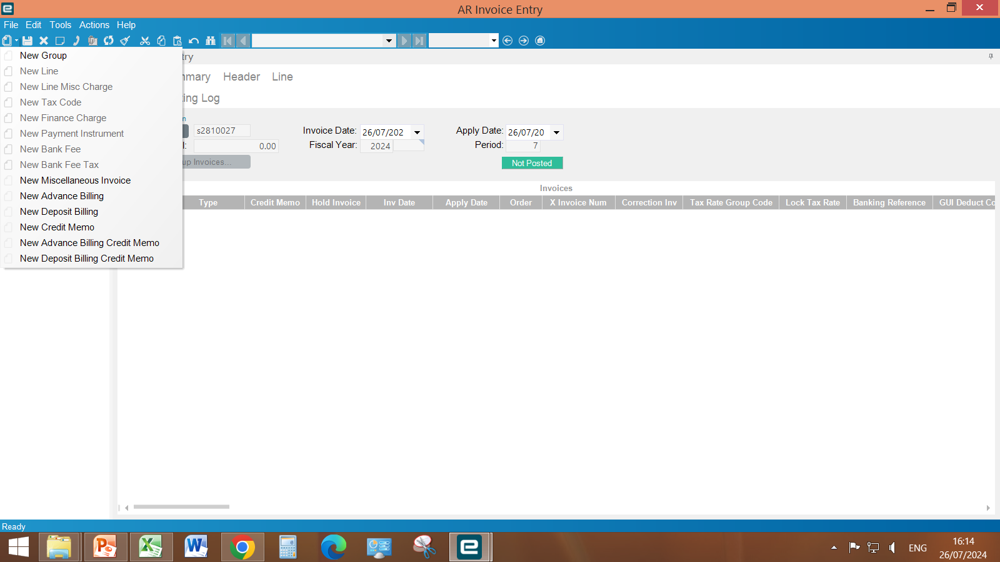 AR Invoice Entry
File Edit Tools Actions Help
New Group
New Line
New Line Misc Charge
New Tax Code
New Finance Charge
New Payment Instrument
New Bank Fee
New Bank Fee Tax
New Miscellaneous Invoice
New Advance Billing
New Deposit Billing
New Credit Memo
New Advance Billing Credit Memo
New Deposit Billing Credit Memo
try
mmary Header Line
ting Log
n
s2810027 Invoice Date: 26/07/202 Apply Date: 26/07/20
l: 0.00 Fiscal Year: 2024 Period: 7
up Invoices... Not Posted
Invoices
Type Credit Memo Hold Invoice Inv Date Apply Date Order X Invoice Num Correction Inv Tax Rate Group Code Lock Tax Rate Banking Reference GUI Deduct Co
Ready
ENG 16:14
26/07/2024